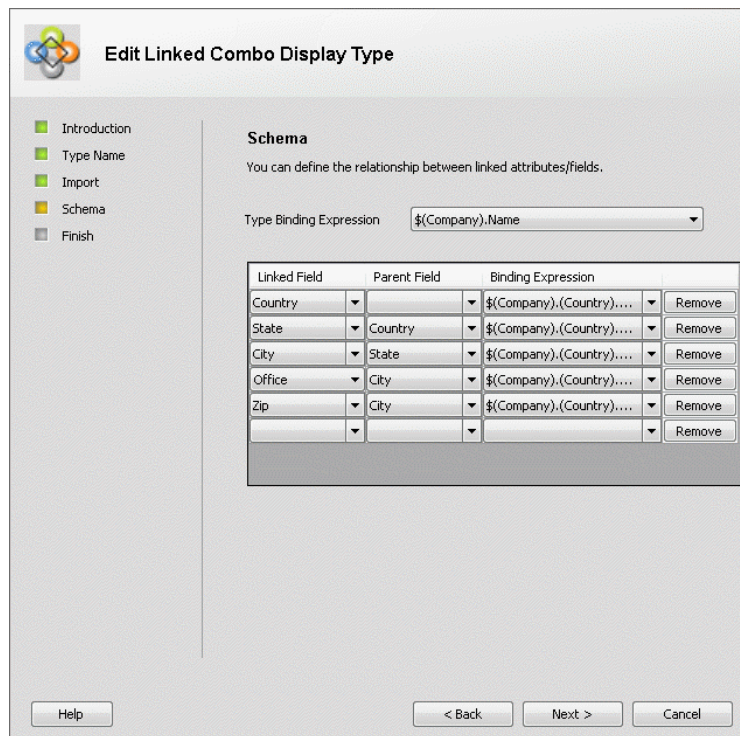 Edit Linked Combo Display Type
Introduction
Type Name
Import
Schema
Finish
Schema
You can define the relationship between linked attributes/fields.
Type Binding Expression $(Company).Name
Linked Field Parent Field Binding Expression
Country $(Company).(Country).... Remove
State Country $(Company).(Country).... Remove
City State $(Company).(Country).... Remove
Office City $(Company).(Country).... Remove
Zip City $(Company).(Country).... Remove
Remove
Help < Back Next > Cancel